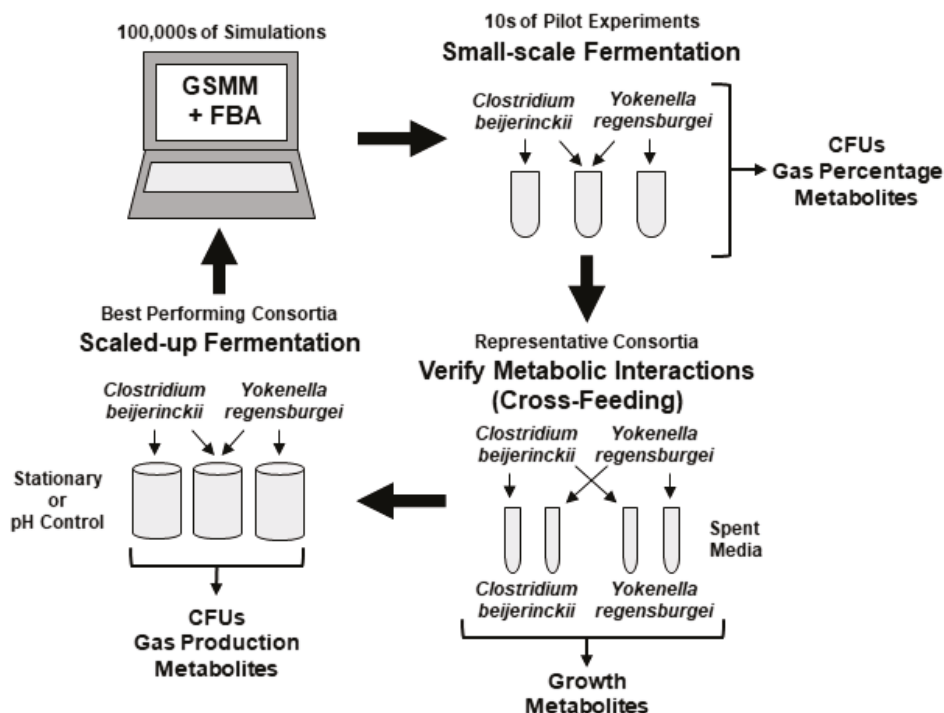 100,000s of Simulations
GSMM
+ FBA
10s of Pilot Experiments
Small-scale Fermentation
Clostridium
beijerinckii
Yokenella
regensburgei
CFUs
Gas Percentage
Metabolites
Representative Consortia
Verify Metabolic Interactions
(Cross-Feeding)
Clostridium
beijerinckii
Yokenella
regensburgei
Spent
Media
Clostridium
beijerinckii
Yokenella
regensburgei
Growth
Metabolites
Best Performing Consortia
Scaled-up Fermentation
Clostridium
beijerinckii
Yokenella
regensburgei
Stationary
or
pH Control
CFUs
Gas Production
Metabolites